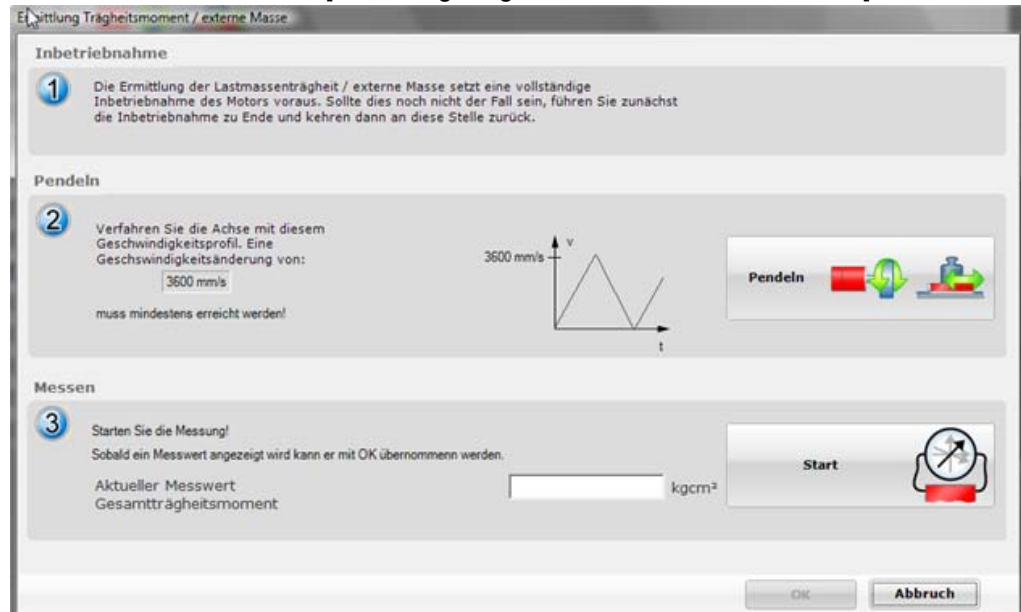 Ermittlung Trägheitsmoment / externe Masse
Inbetriebnahme
1
Die Ermittlung der Lastmassenträgheit / externe Masse setzt eine vollständige
Inbetriebnahme des Motors voraus. Sollte dies noch nicht der Fall sein, führen Sie zunächst
die Inbetriebnahme zu Ende und kehren dann an diese Stelle zurück.
Pendeln
2
Verfahren Sie die Achse mit diesem
Geschwindigkeitsprofil. Eine
Geschswindigkeitsänderung von:
3600 mm/s
muss mindestens erreicht werden!
v
3600 mm/s
t
Pendeln
Messen
3
Starten Sie die Messung!
Sobald ein Messwert angezeigt wird kann er mit OK übernommenn werden.
Aktueller Messwert
Gesamtträgheitsmoment
kgcm²
Start
OK
Abbruch